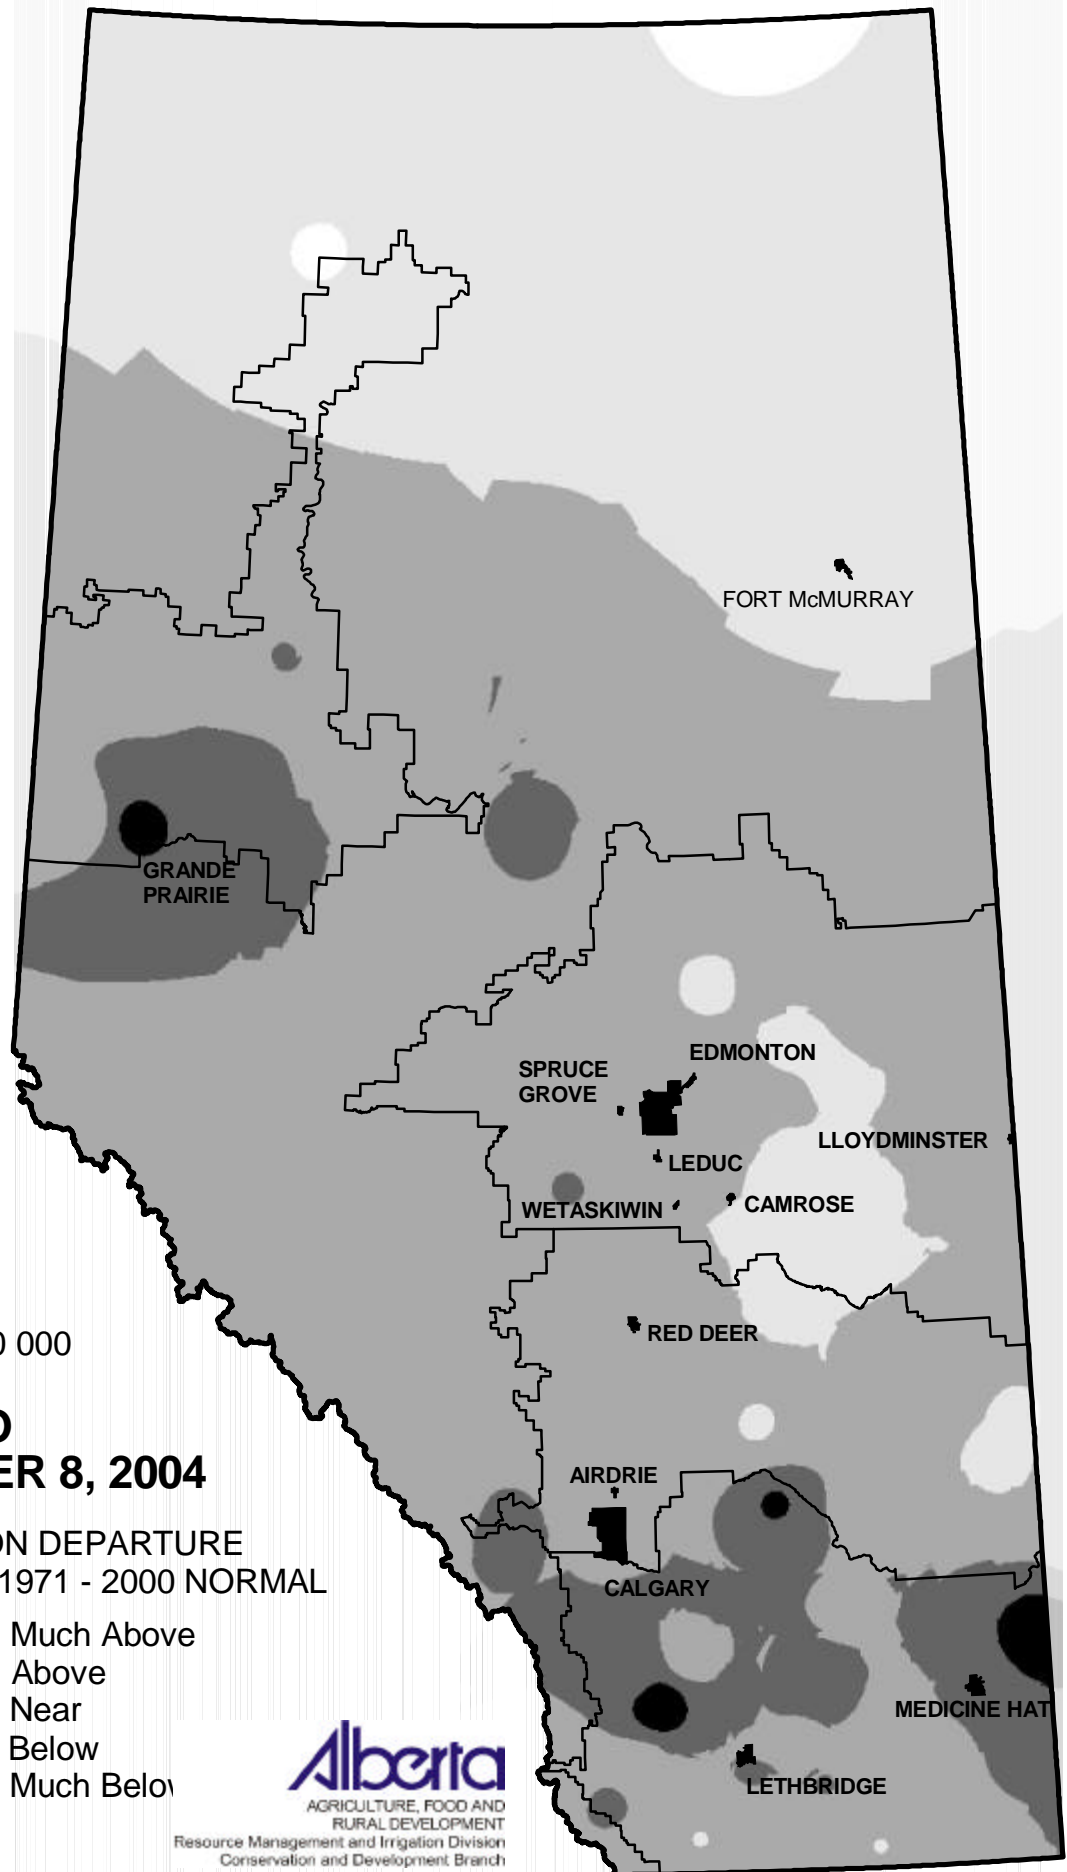 FORT McMURRAY
GRANDE
PRAIRIE
EDMONTON
SPRUCE
GROVE
LLOYDMINSTER
LEDUC
WETASKIWIN
CAMROSE
RED DEER
0 000
ER 8, 2004
AIRDRIE
ON DEPARTURE
1971 - 2000 NORMAL
CALGARY
Much Above
Above
Near
Below
Much Below
MEDICINE HAT
LETHBRIDGE
Alberta
AGRICULTURE, FOOD AND
RURAL DEVELOPMENT
Resource Management and Irrigation Division
Conservation and Development Branch